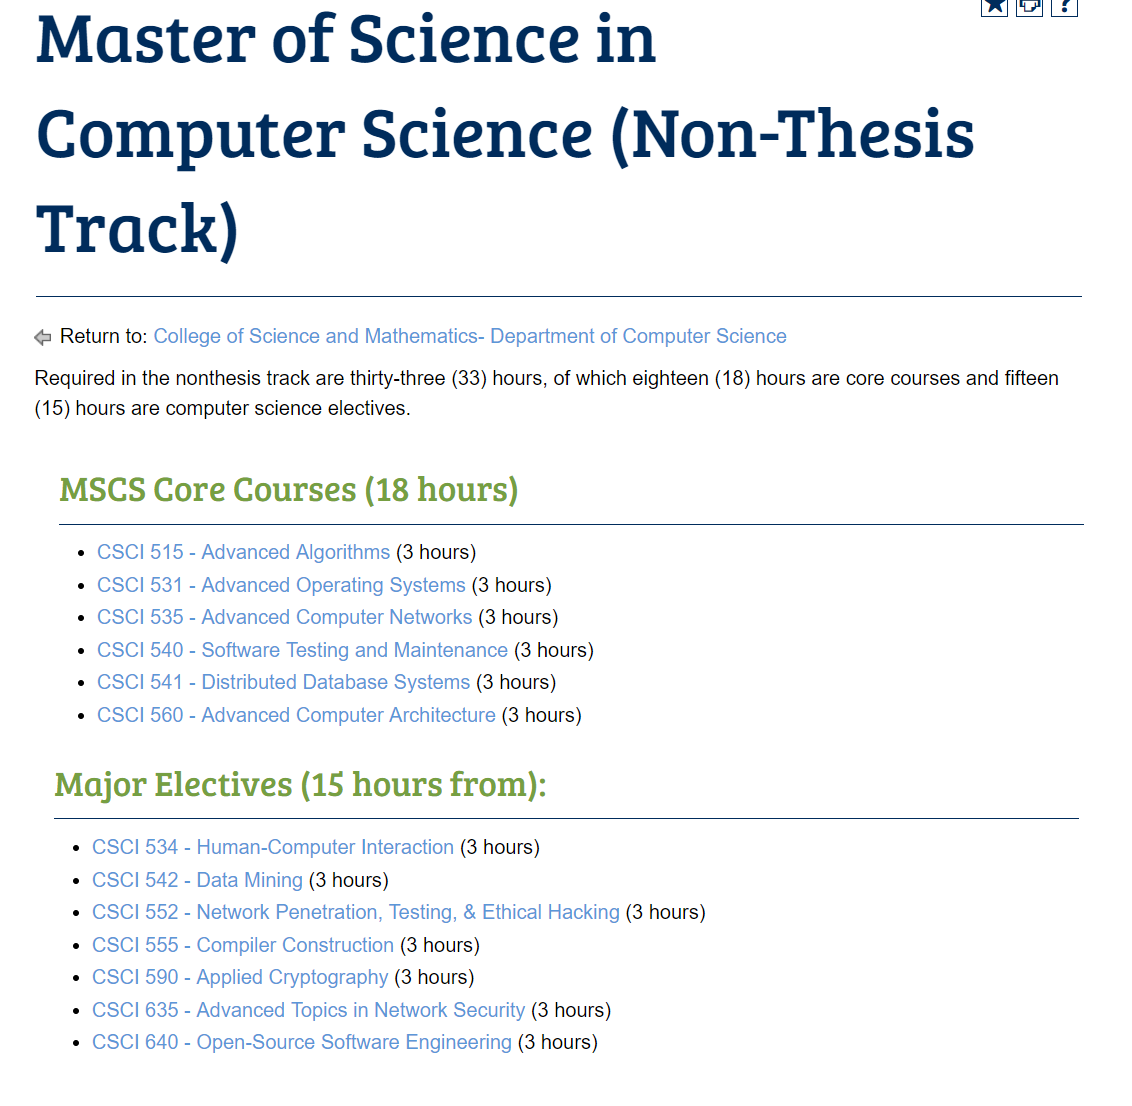 Master of Science in
Computer Science (Non-Thesis
Track)
Return to: College of Science and Mathematics- Department of Computer Science
Required in the nonthesis track are thirty-three (33) hours, of which eighteen (18) hours are core courses and fifteen
(15) hours are computer science electives.
MSCS Core Courses (18 hours)
• CSCI 515 - Advanced Algorithms (3 hours)
• CSCI 531 - Advanced Operating Systems (3 hours)
• CSCI 535 - Advanced Computer Networks (3 hours)
• CSCI 540 - Software Testing and Maintenance (3 hours)
• CSCI 541 - Distributed Database Systems (3 hours)
• CSCI 560 - Advanced Computer Architecture (3 hours)
Major Electives (15 hours from):
• CSCI 534 - Human-Computer Interaction (3 hours)
• CSCI 542 - Data Mining (3 hours)
• CSCI 552 - Network Penetration, Testing, & Ethical Hacking (3 hours)
• CSCI 555 - Compiler Construction (3 hours)
• CSCI 590 - Applied Cryptography (3 hours)
• CSCI 635 - Advanced Topics in Network Security (3 hours)
• CSCI 640 - Open-Source Software Engineering (3 hours)